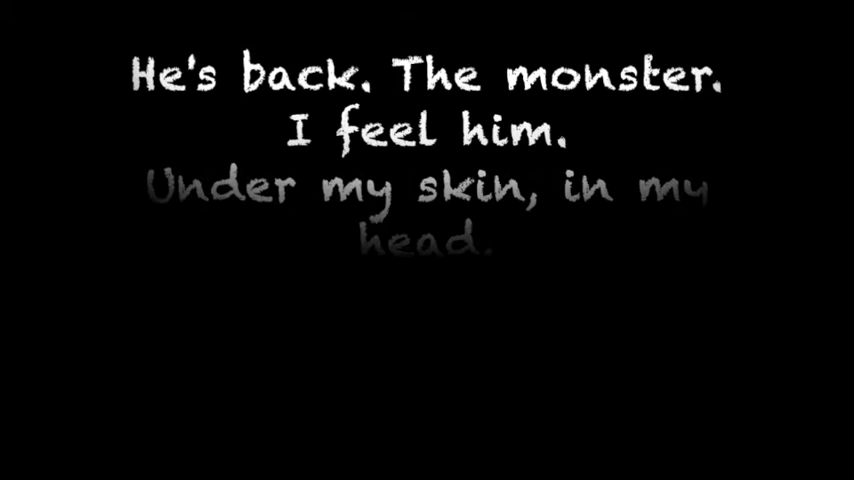 He's back. The monster.
I feel him.
Under my skin, in my
head.